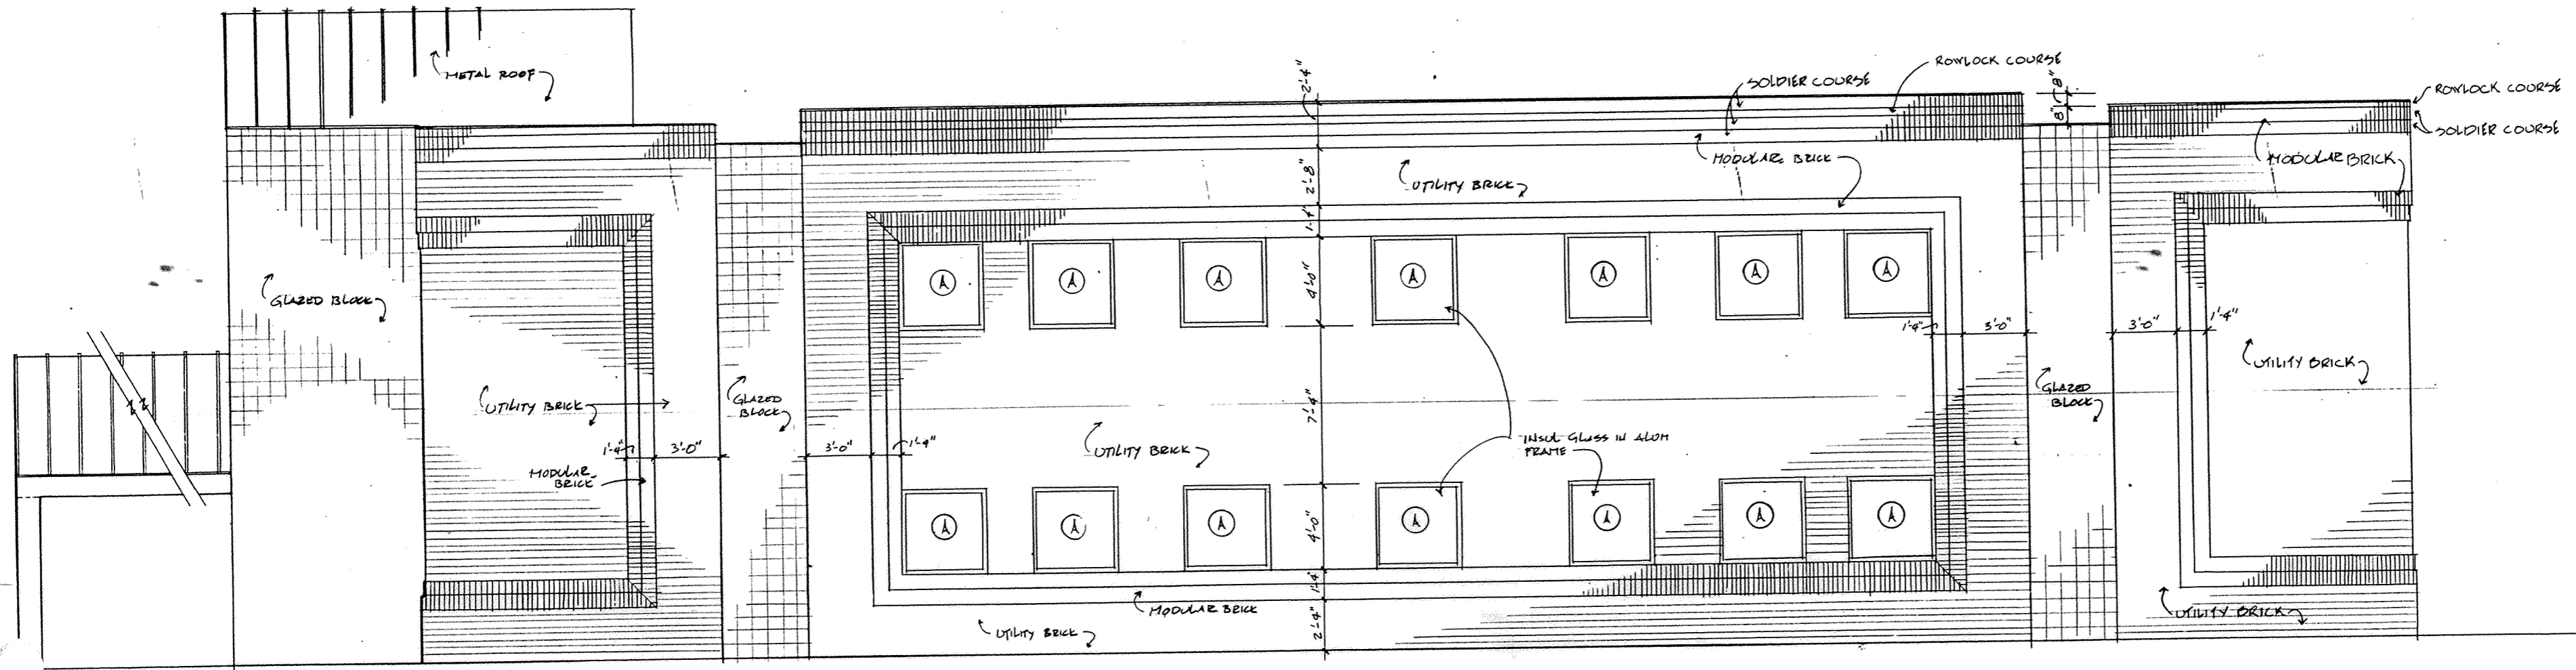 METAL ROOF
ROWLOCK COURSE
SOLDIER COURSE
2'-4"
8"
8"
ROWLOCK COURSE
SOLDIER COURSE
MODULAR BRICK
MODULAR BRICK
UTILITY BRICK
2'-8"
1'-4"
GLAZED BLOCK
A
A
A
A
A
A
A
4'-0"
1'-4"
3'-0"
3'-0"
1'-4"
UTILITY BRICK
UTILITY BRICK
GLAZED
BLOCK
GLAZED
BLOCK
7'-4"
1'-4"
3'-0"
3'-0"
1'-4"
UTILITY BRICK
INSUL GLASS IN ALUM
FRAME
MODULAR
BRICK
A
A
A
A
A
A
A
4'-0"
1'-4"
MODULAR BRICK
UTILITY BRICK
UTILITY BRICK
2'-4"